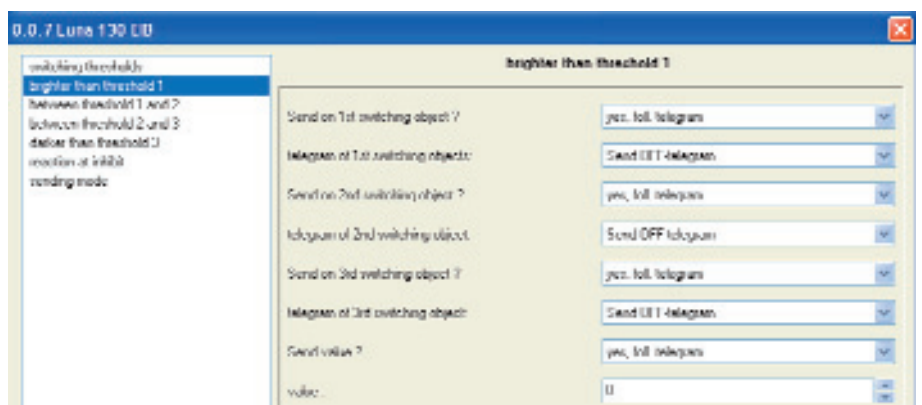 0.0.7 Luna 130 EIB
switching thresholds
brighter than threshold 1
between threshold 1 and 2
between threshold 2 and 3
darker than threshold 3
reaction at inhibit
sending mode
brighter than threshold 1
Send on 1st switching object ? yes, foll. telegram
telegram of 1st switching objects: Send OFF-telegram
Send on 2nd switching object ? yes, foll. telegram
telegram of 2nd switching object: Send OFF-telegram
Send on 3rd switching object ? yes, foll. telegram
telegram of 3rd switching object: Send OFF-telegram
Send value ? yes, foll. telegram
value : 0